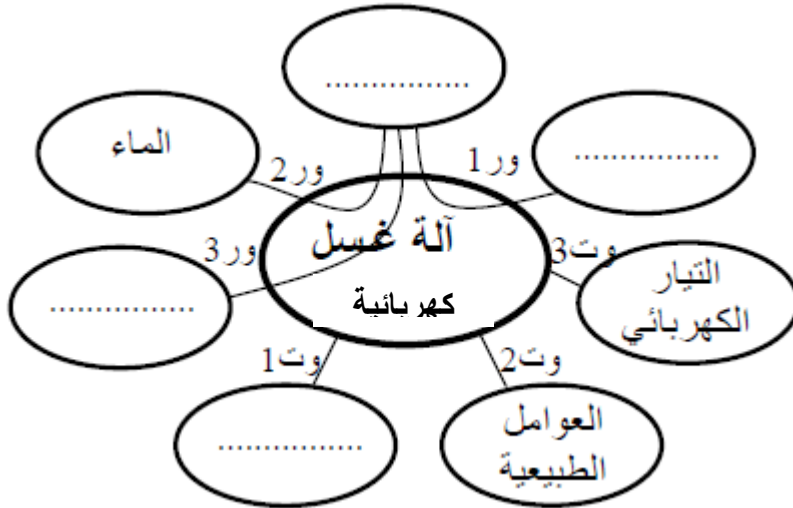 ................
الماء
ور2
ور1
................
ور3
آلة غسل
كهربائية
وت3
التيار
الكهربائي
................
وت1
وت2
................
العوامل
الطبيعية